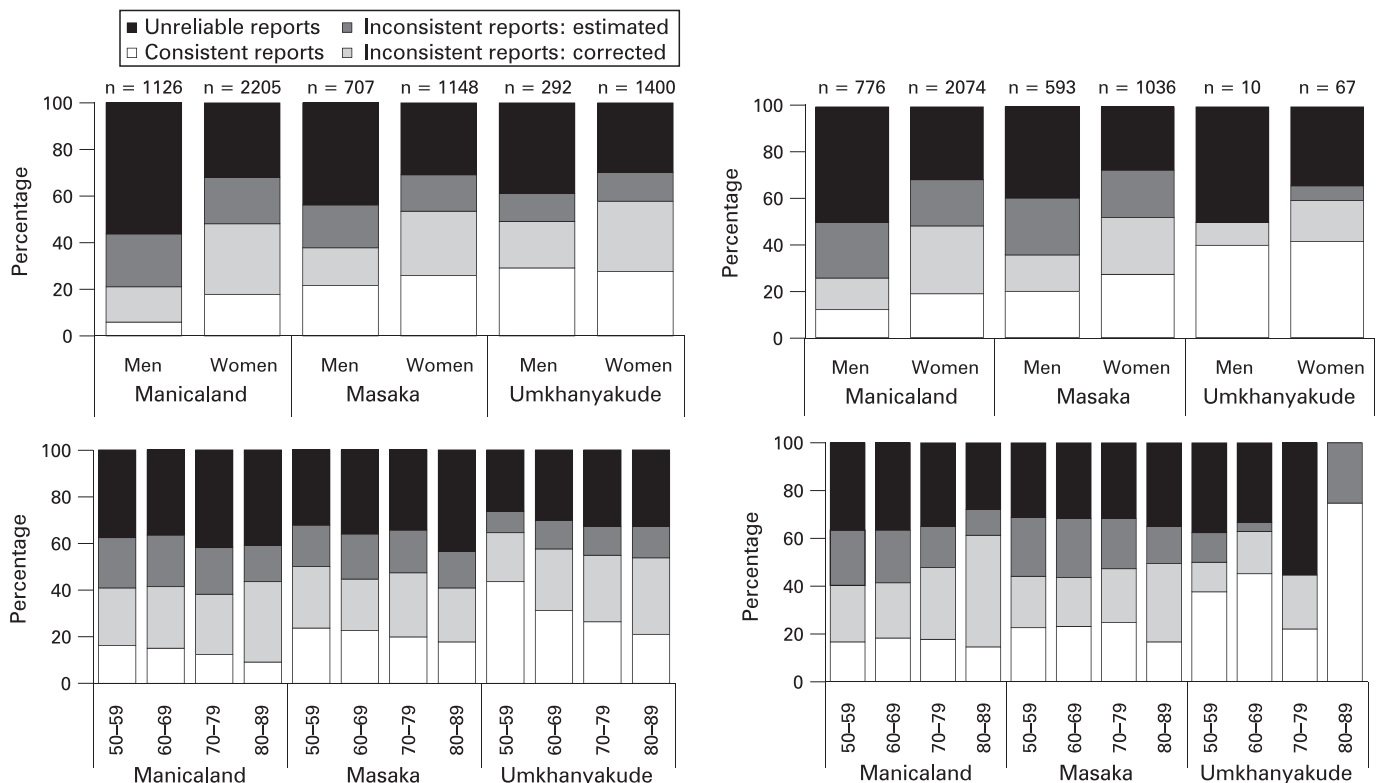 ■ Unreliable reports ■ Inconsistent reports: estimated
□ Consistent reports ■ Inconsistent reports: corrected
n = 1126 n = 2205 n = 707 n = 1148 n = 292 n = 1400
100
80
60
40
20
0
Percentage
Men Women Men Women Men Women
Manicaland Masaka Umkhanyakude
n = 776 n = 2074 n = 593 n = 1036 n = 10 n = 67
100
80
60
40
20
0
Percentage
Men Women Men Women Men Women
Manicaland Masaka Umkhanyakude
100
80
60
40
20
0
Percentage
50–59 60–69 70–79 80–89 50–59 60–69 70–79 80–89 50–59 60–69 70–79 80–89
Manicaland Masaka Umkhanyakude
100
80
60
40
20
0
Percentage
50–59 60–69 70–79 80–89 50–59 60–69 70–79 80–89 50–59 60–69 70–79 80–89
Manicaland Masaka Umkhanyakude